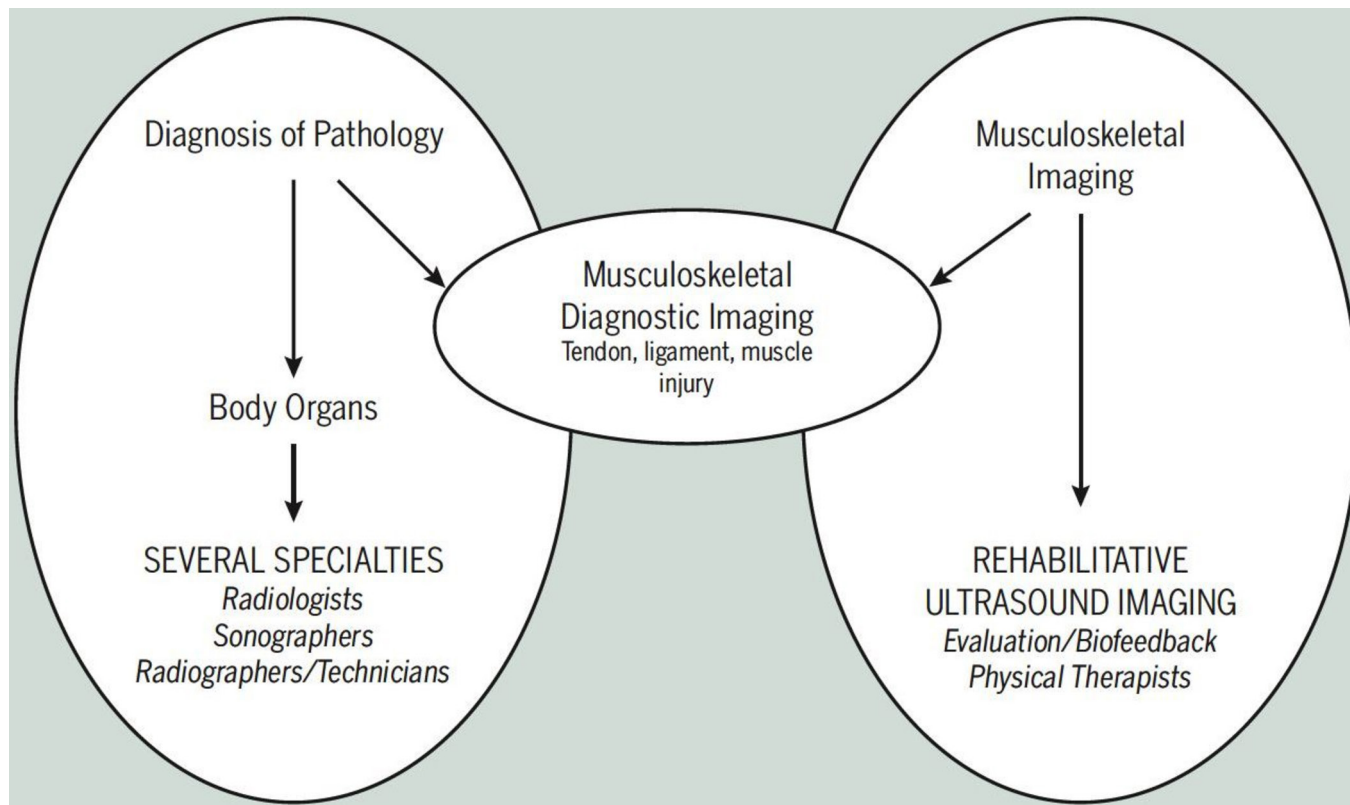 Diagnosis of Pathology
Body Organs
SEVERAL SPECIALTIES
Radiologists
Sonographers
Radiographers/Technicians
Musculoskeletal
Diagnostic Imaging
Tendon, ligament, muscle
injury
Musculoskeletal
Imaging
REHABILITATIVE
ULTRASOUND IMAGING
Evaluation/Biofeedback
Physical Therapists